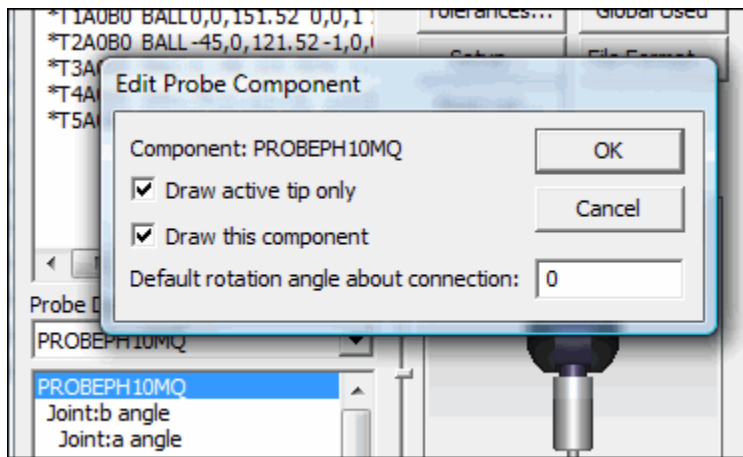 *T1A0B0 BALL 0,0,151.52 0,0,1
*T2A0B0 BALL -45,0,121.52 -1,0,
*T3A
*T4A
*T5A
Tolerances... Global Used
Setup... File Format...
Edit Probe Component
Component: PROBEPH10MQ
OK
Draw active tip only
Cancel
Draw this component
Default rotation angle about connection: 0
Probe D
PROBEPH10MQ
PROBEPH10MQ
Joint:b angle
Joint:a angle